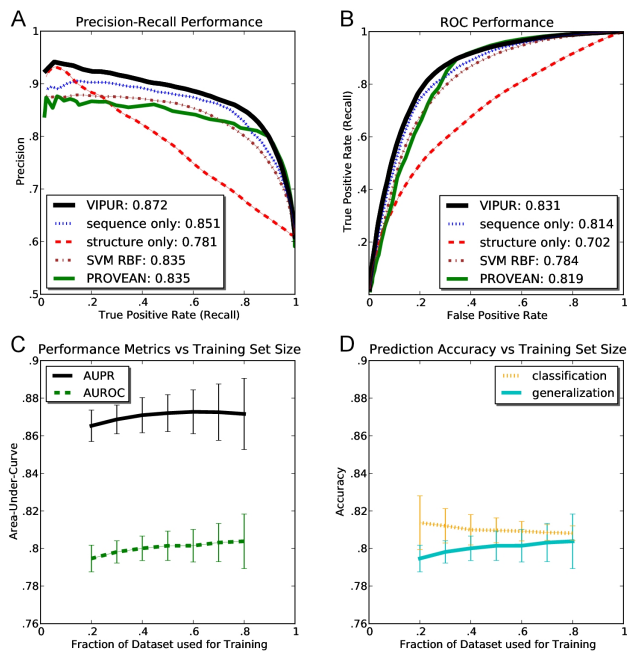 A
Precision-Recall Performance
1
.9
.8
.7
.6
.5
Precision
VIPUR: 0.872
sequence only: 0.851
structure only: 0.781
SVM RBF: 0.835
PROVEAN: 0.835
0 .2 .4 .6 .8 1
True Positive Rate (Recall)
B
ROC Performance
1
.8
.6
.4
.2
0
True Positive Rate (Recall)
VIPUR: 0.831
sequence only: 0.814
structure only: 0.702
SVM RBF: 0.784
PROVEAN: 0.819
0 .2 .4 .6 .8 1
False Positive Rate
C
Performance Metrics vs Training Set Size
.9
.88
.86
.84
.82
.8
.78
.76
Area-Under-Curve
AUPR
AUROC
0 .2 .4 .6 .8 1
Fraction of Dataset used for Training
D
Prediction Accuracy vs Training Set Size
.9
.88
.86
.84
.82
.8
.78
.76
Accuracy
classification
generalization
0 .2 .4 .6 .8 1
Fraction of Dataset used for Training